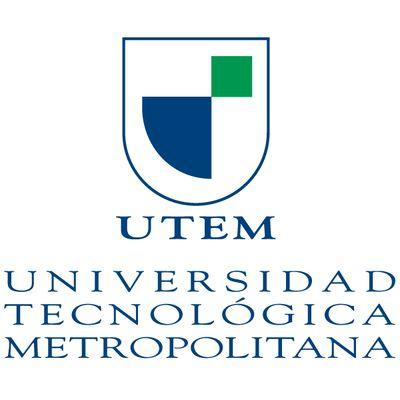 UTEM
UNIVERSIDAD
TECNOLÓGICA
METROPOLITANA